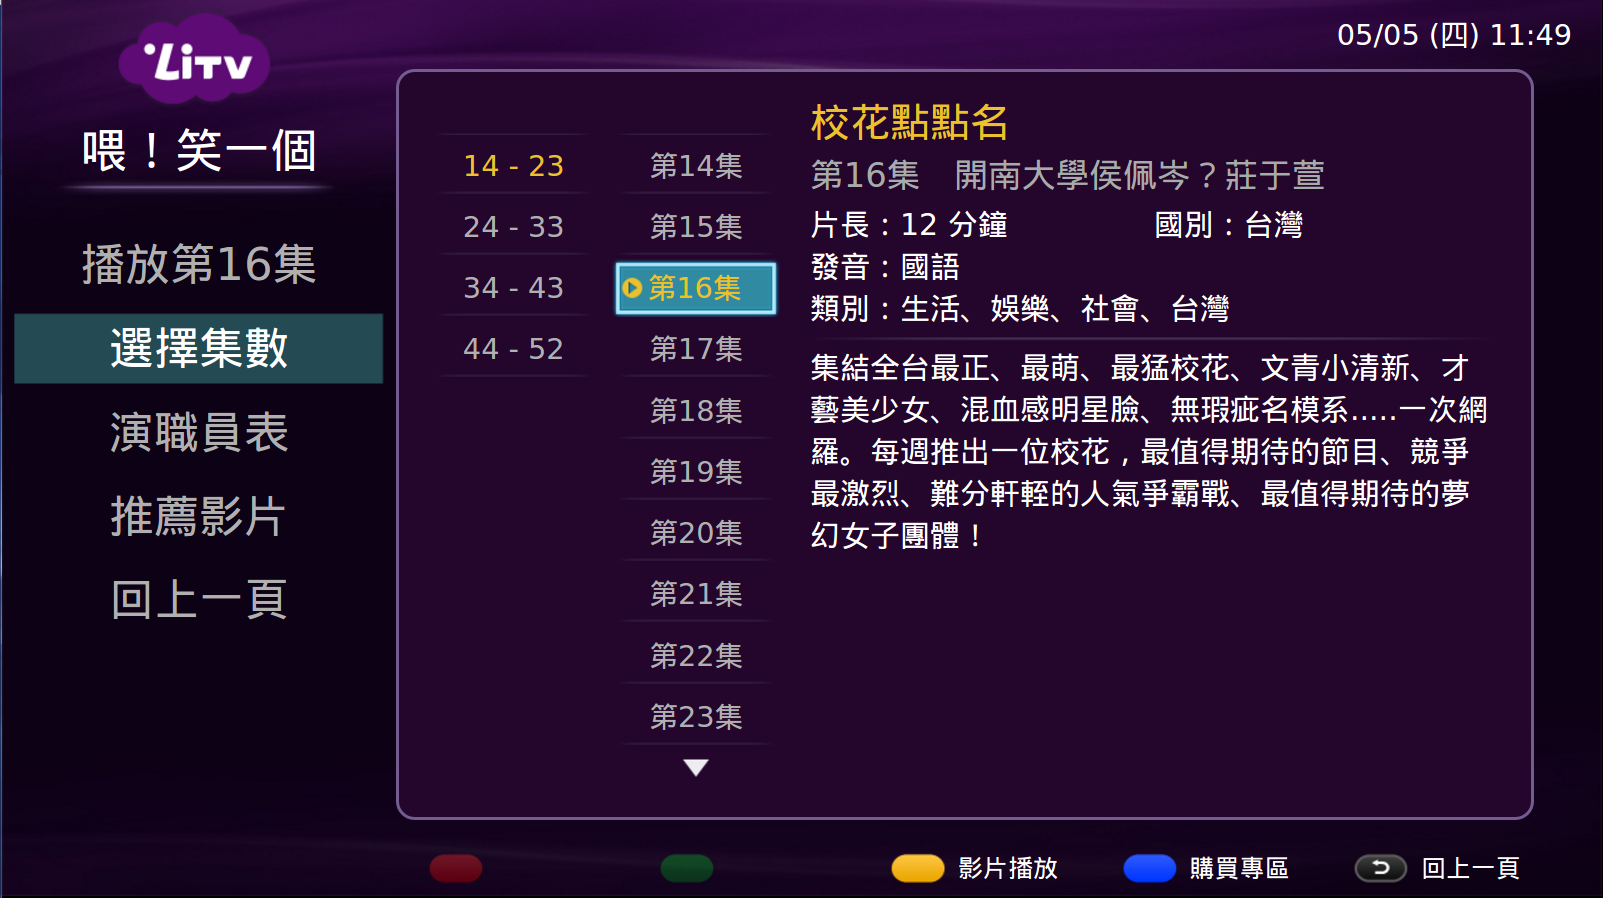 LiTV
05/05 (四) 11:49
喂！笑一個
播放第16集
選擇集數
演職員表
推薦影片
回上一頁
14 - 23
24 - 33
34 - 43
44 - 52
第14集
第15集
第16集
第17集
第18集
第19集
第20集
第21集
第22集
第23集
校花點點名
第16集　開南大學侯佩岑？莊于萱
片長：12 分鐘　國別：台灣
發音：國語
類別：生活、娛樂、社會、台灣
集結全台最正、最萌、最猛校花、文青小清新、才
藝美少女、混血感明星臉、無瑕疵名模系.....一次網
羅。每週推出一位校花，最值得期待的節目、競爭
最激烈、難分軒輊的人氣爭霸戰、最值得期待的夢
幻女子團體！
影片播放
購買專區
回上一頁